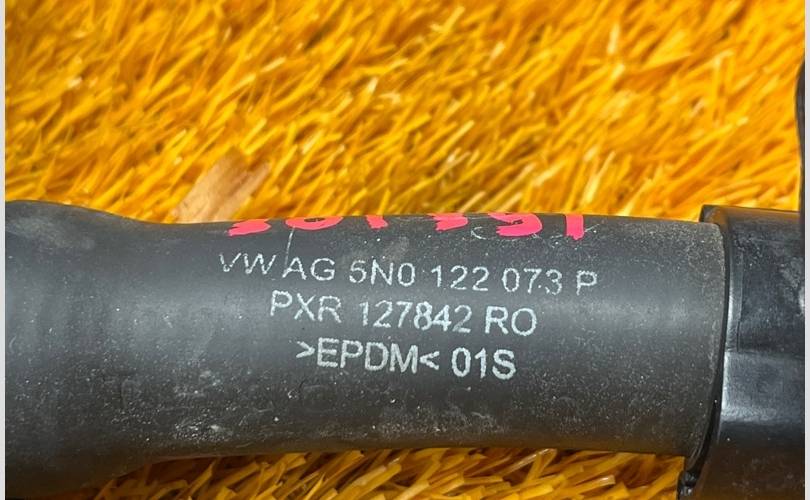 VW AG 5N0 122 073 P
PXR 127842 RO
>EPDM< 01S